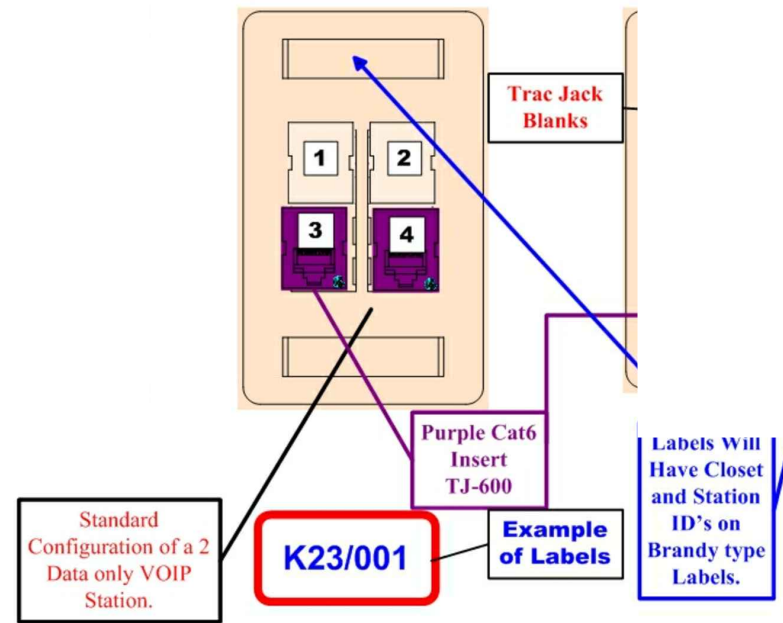 Trac Jack
Blanks
1
2
3
4
Purple Cat6
Insert
TJ-600
Labels Will
Have Closet
and Station
ID's on
Brandy type
Labels.
Standard
Configuration of a 2
Data only VOIP
Station.
K23/001
Example
of Labels